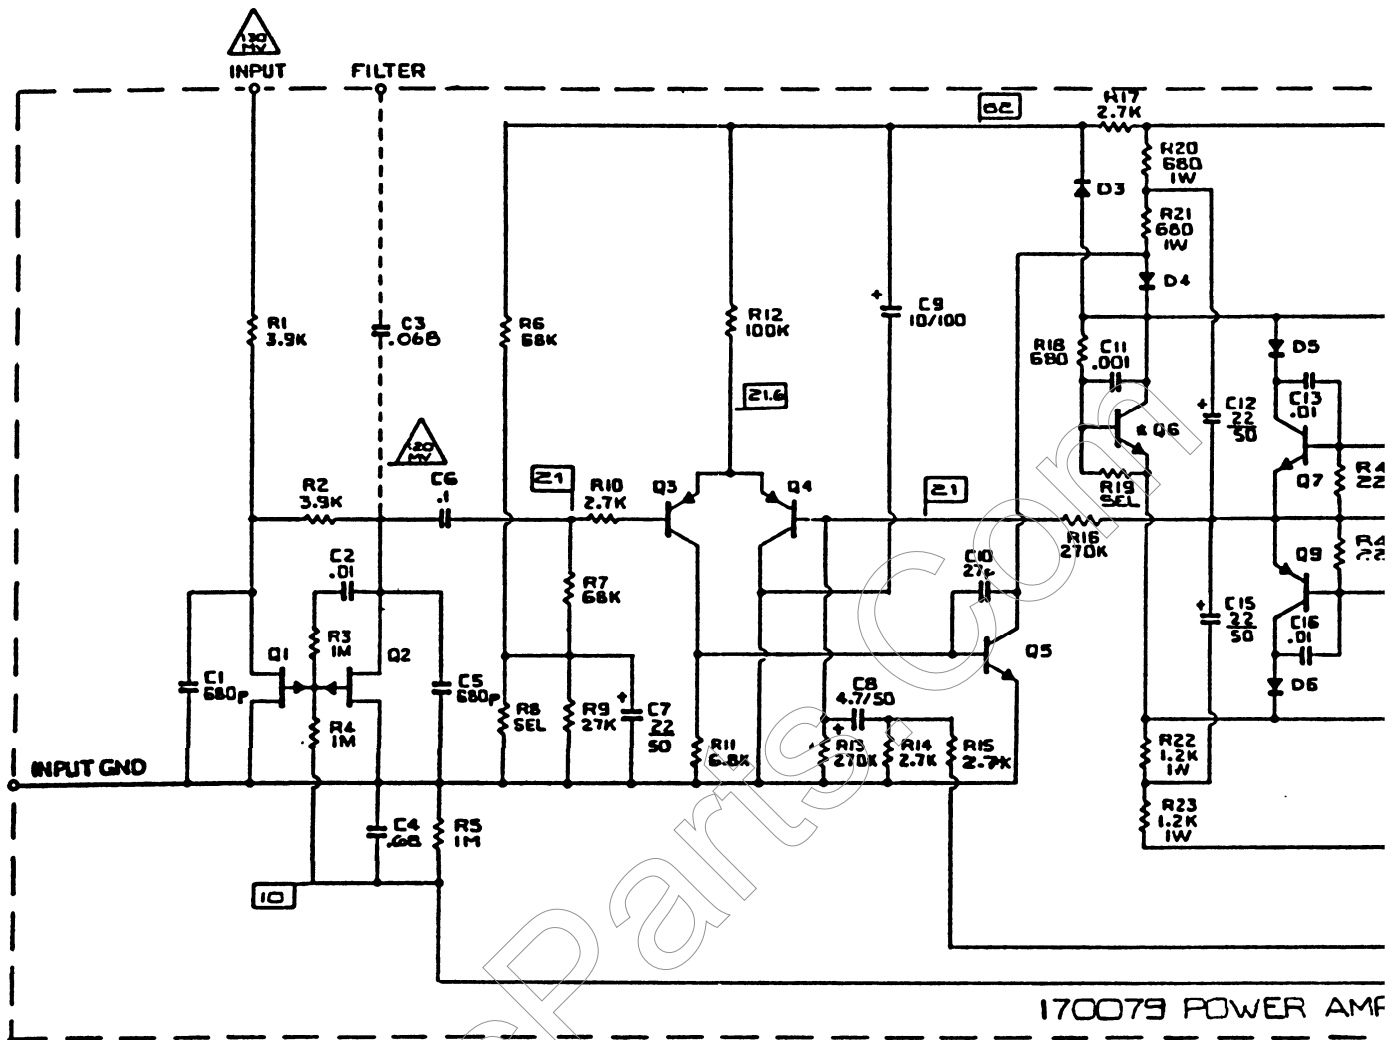 130
MV
INPUT
FILTER
R17
2.7K
R20
680
1W
D3
R21
680
1W
D4
R1
3.9K
C3
.068
R6
68K
R12
100K
C9
10/100
+
R18
680
C11
.001
D5
C13
.01
21.6
+
C12
22
50
Q6
Q7
R19
SEL
120
MV
C6
.1
21
R10
2.7K
Q3
Q4
21
R2
3.9K
R16
270K
C2
.01
R7
68K
C10
Q9
+
C15
22
50
C16
.01
R3
1M
Q1
Q2
Q5
C1
680p
C5
680p
R8
SEL
R9
27K
+
C7
22
50
C8
4.7/50
+
D6
R4
1M
R11
6.8K
R13
270K
R14
2.7K
R15
2.7K
R22
1.2K
1W
INPUT GND
R23
1.2K
1W
C4
.68
R5
1M
10
170079 POWER AMP
Parts.com